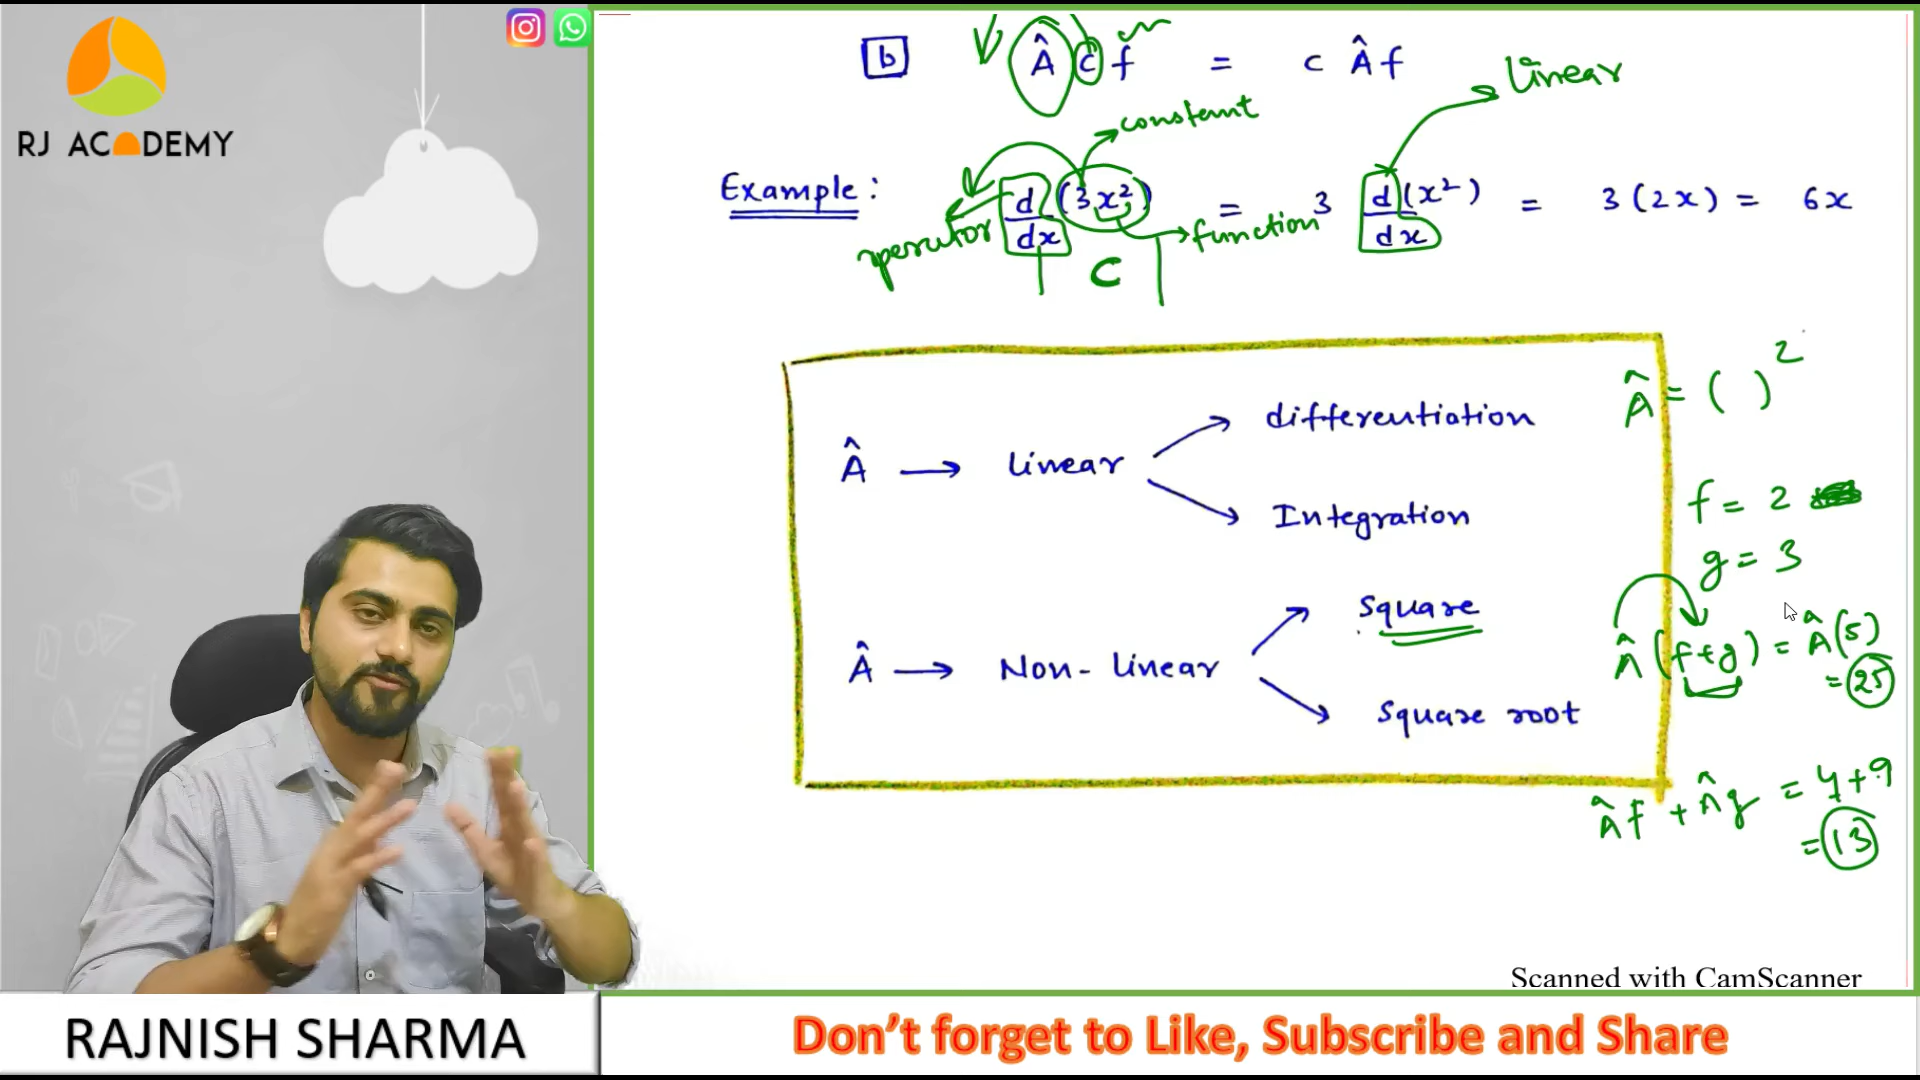 RJ ACADEMY
b Â c f = c Â f
linear
constant
Example : d/dx (3x²) = 3 d/dx (x²) = 3(2x) = 6x
function
C
Â → linear
differentiation
Integration
Â → Non-linear
Square
Square root
Â = ( )²
f = 2
g = 3
Â(f+g) = Â(5)
= 25
Âf + Âg = 4+9
= 13
Scanned with CamScanner
RAJNISH SHARMA
Don't forget to Like, Subscribe and Share